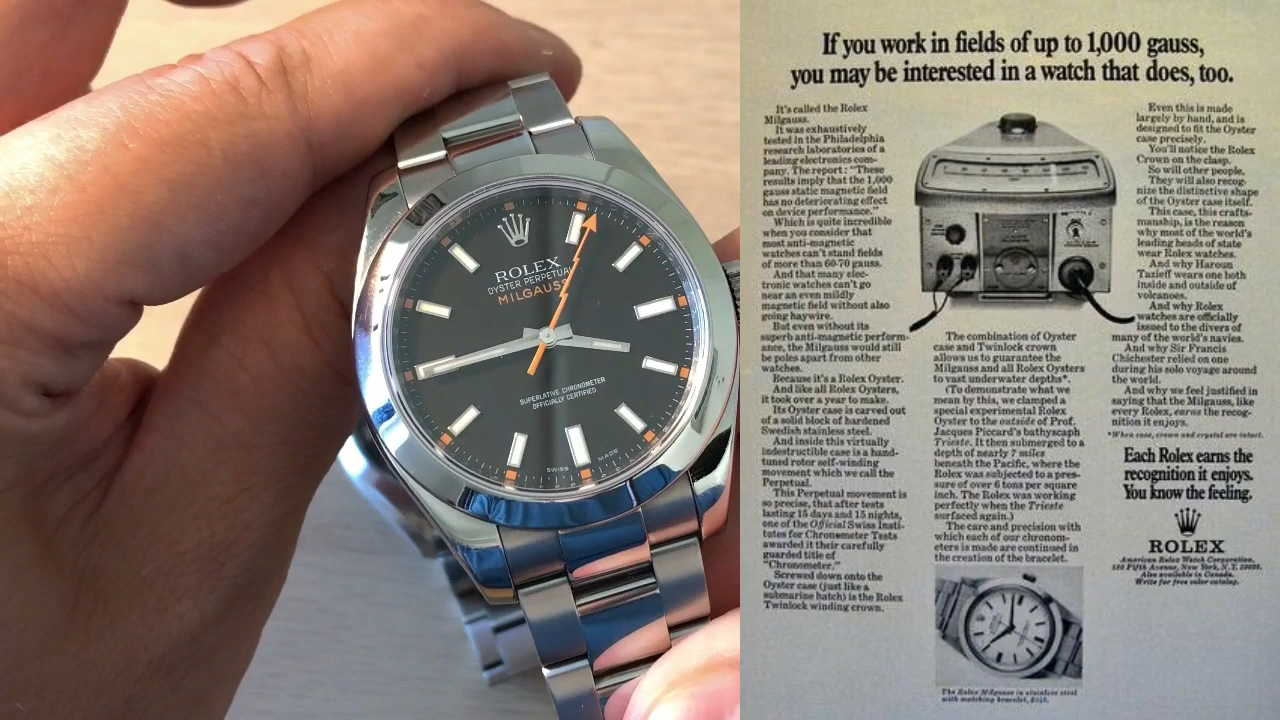 ROLEX
OYSTER PERPETUAL
MILGAUSS
SUPERLATIVE CHRONOMETER
OFFICIALLY CERTIFIED
SWISS MADE
If you work in fields of up to 1,000 gauss,
you may be interested in a watch that does, too.
It's called the Rolex
Milgauss.
It was exhaustively
tested in the Philadelphia
research laboratories of a
leading electronics com-
pany. The report: "These
results imply that the 1,000
gauss static magnetic field
has no deteriorating effect
on device performance."
Which is quite incredible
when you consider that
most anti-magnetic
watches can't stand fields
of more than 60-70 gauss.
And that many elec-
tronic watches can't go
near an even mildly
magnetic field without also
going haywire.
But even without its
superb anti-magnetic perform-
ance, the Milgauss would still
be poles apart from other
watches.
Because it's a Rolex Oyster.
And like all Rolex Oysters,
it took over a year to make.
Its Oyster case is carved out
of a solid block of hardened
Swedish stainless steel.
And inside this virtually
indestructible case is a hand-
tuned rotor self-winding
movement which we call the
Perpetual.
This Perpetual movement is
so precise, that after tests
lasting 15 days and 15 nights,
one of the Official Swiss Insti-
tutes for Chronometer Tests
awarded it their carefully
guarded title of
"Chronometer."
Screwed down onto the
Oyster case (just like a
submarine hatch) is the Rolex
Twinlock winding crown.
The combination of Oyster
case and Twinlock crown
allows us to guarantee the
Milgauss and all Rolex Oysters
to vast underwater depths*.
(To demonstrate what we
mean by this, we clamped a
special experimental Rolex
Oyster to the outside of Prof.
Jacques Piccard's bathyscaph
Trieste. It then submerged to a
depth of nearly 7 miles
beneath the Pacific, where the
Rolex was subjected to a pres-
sure of over 6 tons per square
inch. The Rolex was working
perfectly when the Trieste
surfaced again.)
The care and precision with
which each of our chronom-
eters is made are continued in
the creation of the bracelet.
Even this is made
largely by hand, and is
designed to fit the Oyster
case precisely.
You'll notice the Rolex
Crown on the clasp.
So will other people.
They will also recog-
nize the distinctive shape
of the Oyster case itself.
This case, this crafts-
manship, is the reason
why most of the world's
leading heads of state
wear Rolex watches.
And why Haroun
Tazieff wears one both
inside and outside of
volcanoes.
And why Rolex
watches are officially
issued to the divers of
many of the world's navies.
And why Sir Francis
Chichester relied on one
during his solo voyage around
the world.
And why we feel justified in
saying that the Milgauss, like
every Rolex, earns the recog-
nition it enjoys.
*When case, crown and crystal are intact.
Each Rolex earns the
recognition it enjoys.
You know the feeling.
ROLEX
American Rolex Watch Corporation,
580 Fifth Avenue, New York, N.Y. 10036.
Also available in Canada.
Write for free color catalog.
The Rolex Milgauss in stainless steel
with matching bracelet,